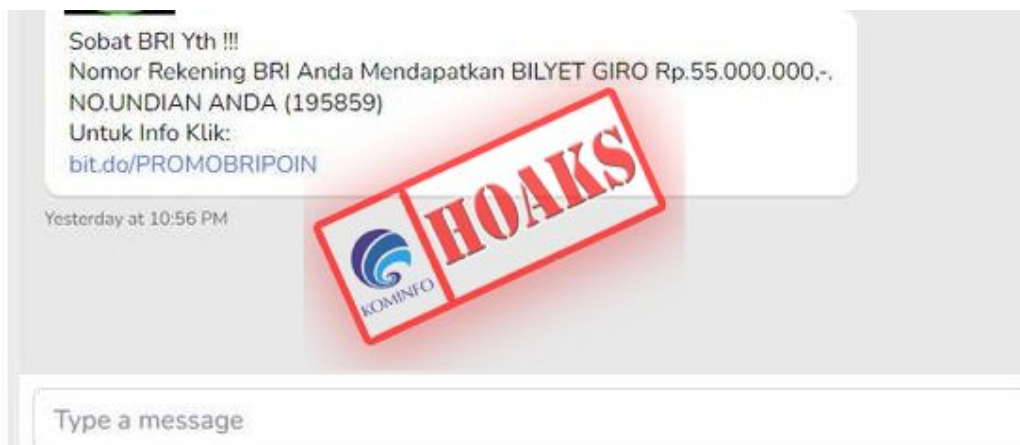 Sobat BRI Yth !!!
Nomor Rekening BRI Anda Mendapatkan BILYET GIRO Rp.55.000.000,-.
NO.UNDIAN ANDA (195859)
Untuk Info Klik:
bit.do/PROMOBRIPOIN
Yesterday at 10:56 PM
HOAKS
KOMINFO
Type a message